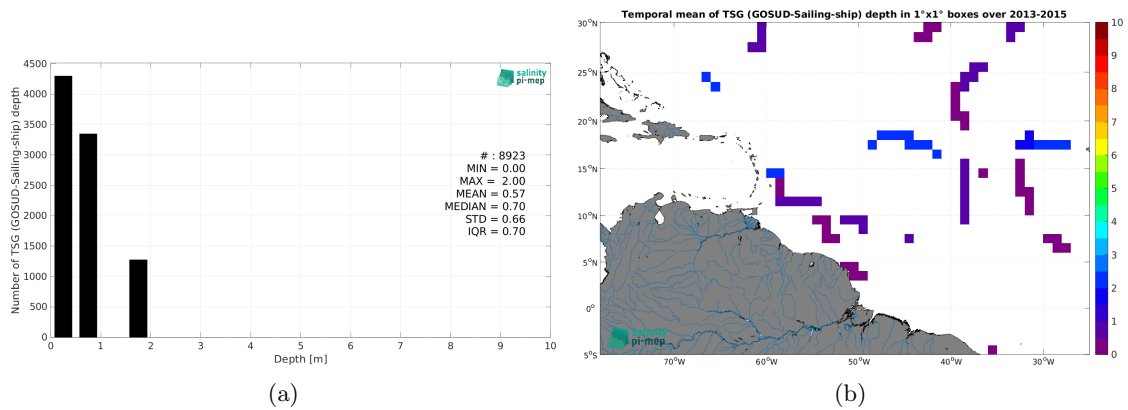 Temporal mean of TSG (GOSUD-Sailing-ship) depth in 1°x1° boxes over 2013-2015
Number of TSG (GOSUD-Sailing-ship) depth
4500
4000
3500
3000
2500
2000
1500
1000
500
0
salinity
pi-mep
# : 8923
MIN = 0.00
MAX = 2.00
MEAN = 0.57
MEDIAN = 0.70
STD = 0.66
IQR = 0.70
0 1 2 3 4 5 6 7 8 9 10
Depth [m]
(a)
30°N
25°N
20°N
15°N
10°N
5°N
0°
5°S
salinity
pi-mep
70°W 60°W 50°W 40°W 30°W
10
9
8
7
6
5
4
3
2
1
0
(b)